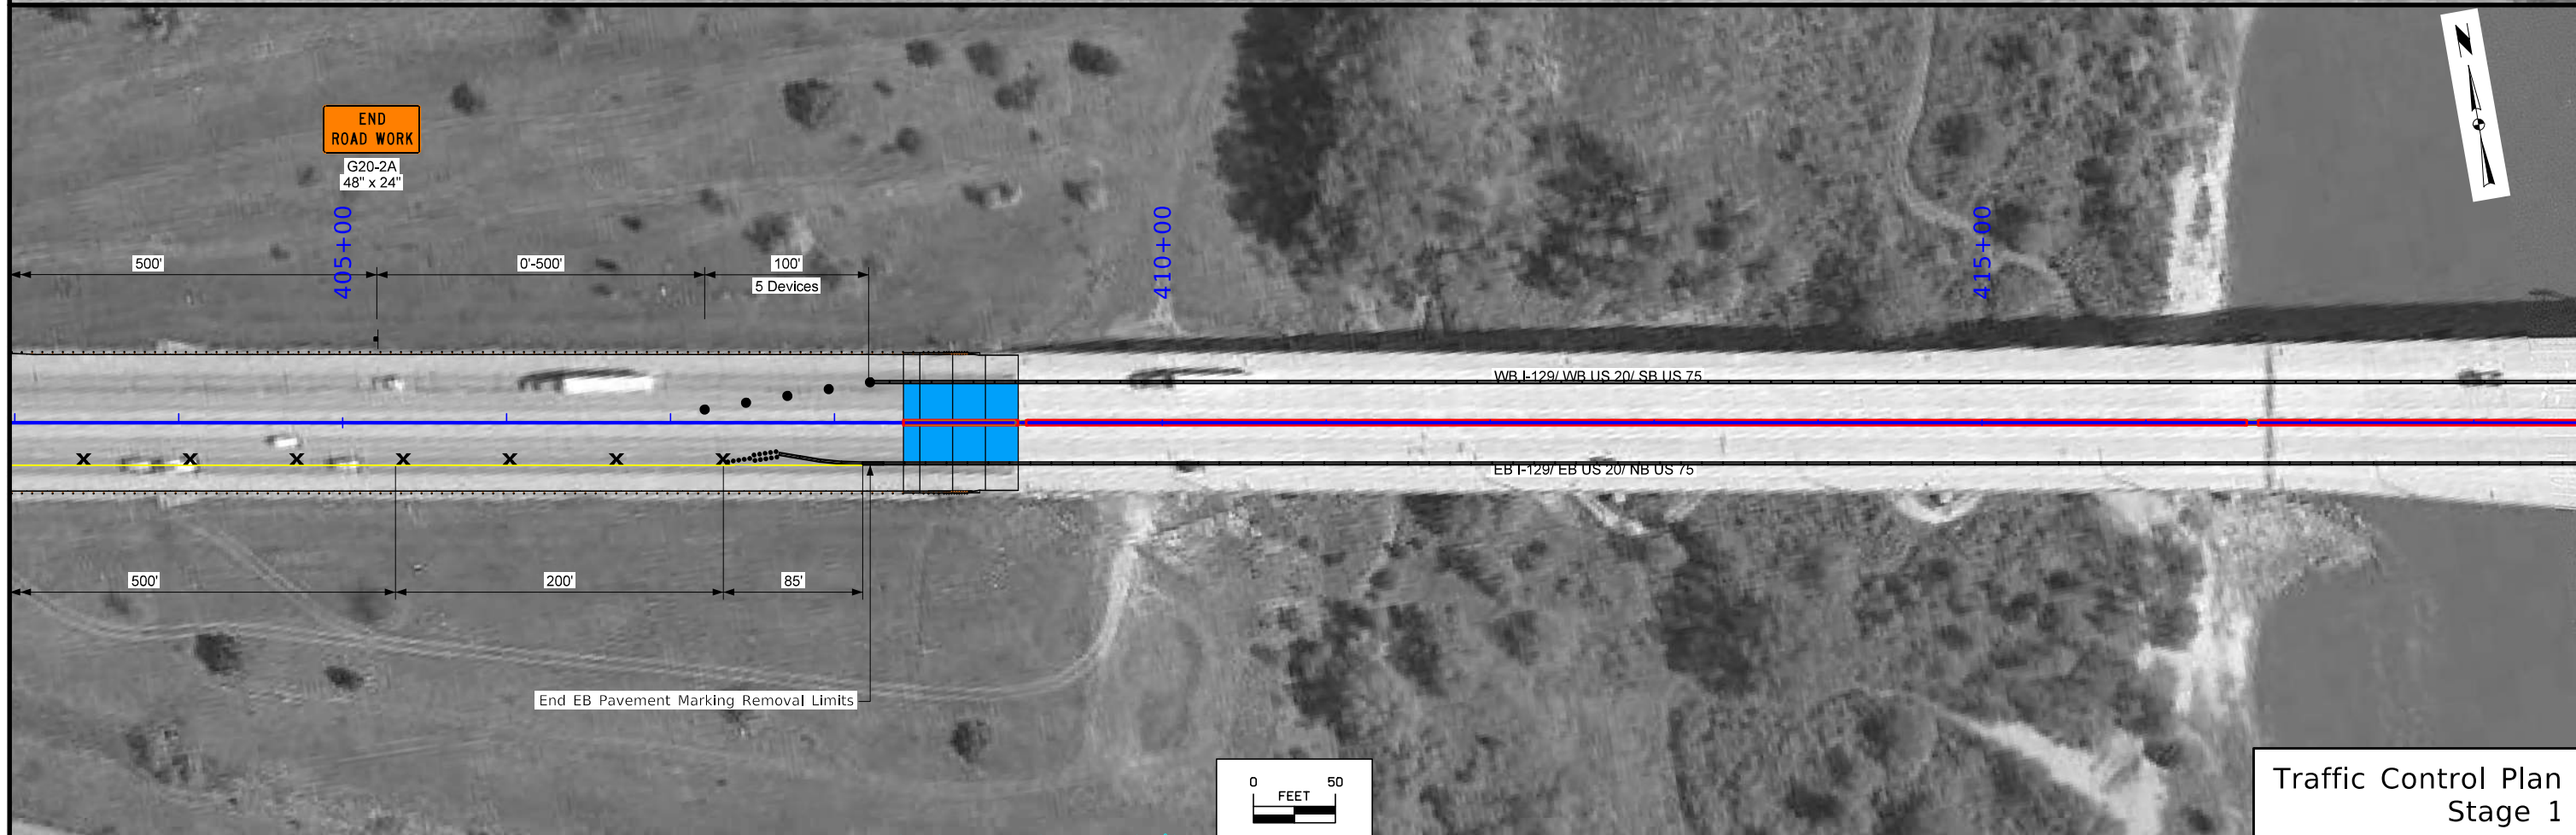 END
ROAD WORK
G20-2A
48" x 24"
N
405+00
410+00
415+00
500'
0'-500'
100'
5 Devices
WB I-129/ WB US 20/ SB US 75
X X X X X X X
EB I-129/ EB US 20/ NB US 75
500'
200'
85'
End EB Pavement Marking Removal Limits
0 50
FEET
Traffic Control Plan
Stage 1